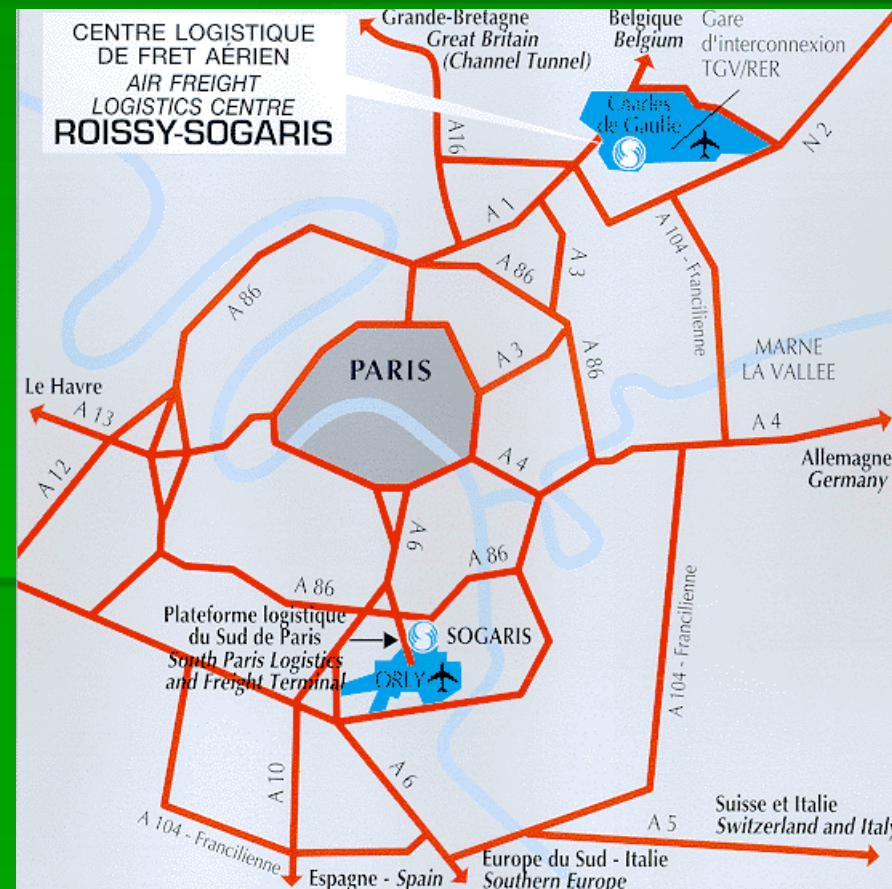 CENTRE LOGISTIQUE
DE FRET AÉRIEN
AIR FREIGHT
LOGISTICS CENTRE
ROISSY-SOGARIS
Grande-Bretagne
Great Britain
(Channel Tunnel)
Belgique
Belgium
Gare
d'interconnexion
TGV/RER
Charles
de Gaulle
N 2
A16
A 1
A 3
A 86
A 104 - Francilienne
A 86
A 3
A 86
PARIS
MARNE
LA VALLEE
Le Havre
A 13
A 12
A 4
A 4
Allemagne
Germany
A 6
A 86
A 86
Plateforme logistique
du Sud de Paris
South Paris Logistics
and Freight Terminal
SOGARIS
ORLY
A 104 - Francilienne
A 10
A 6
A 104 - Francilienne
A 5
Suisse et Italie
Switzerland and Italy
Espagne - Spain
Europe du Sud - Italie
Southern Europe